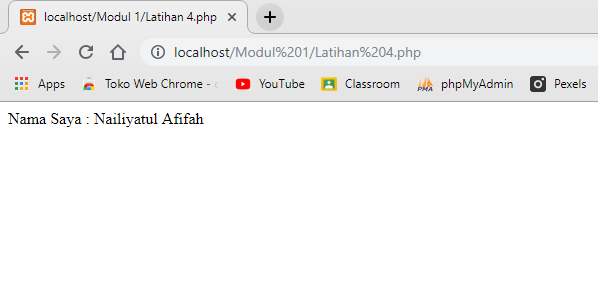 localhost/Modul 1/Latihan 4.php
localhost/Modul%201/Latihan%204.php
Apps Toko Web Chrome - YouTube Classroom PMA phpMyAdmin Pexels
Nama Saya : Nailiyatul Afifah